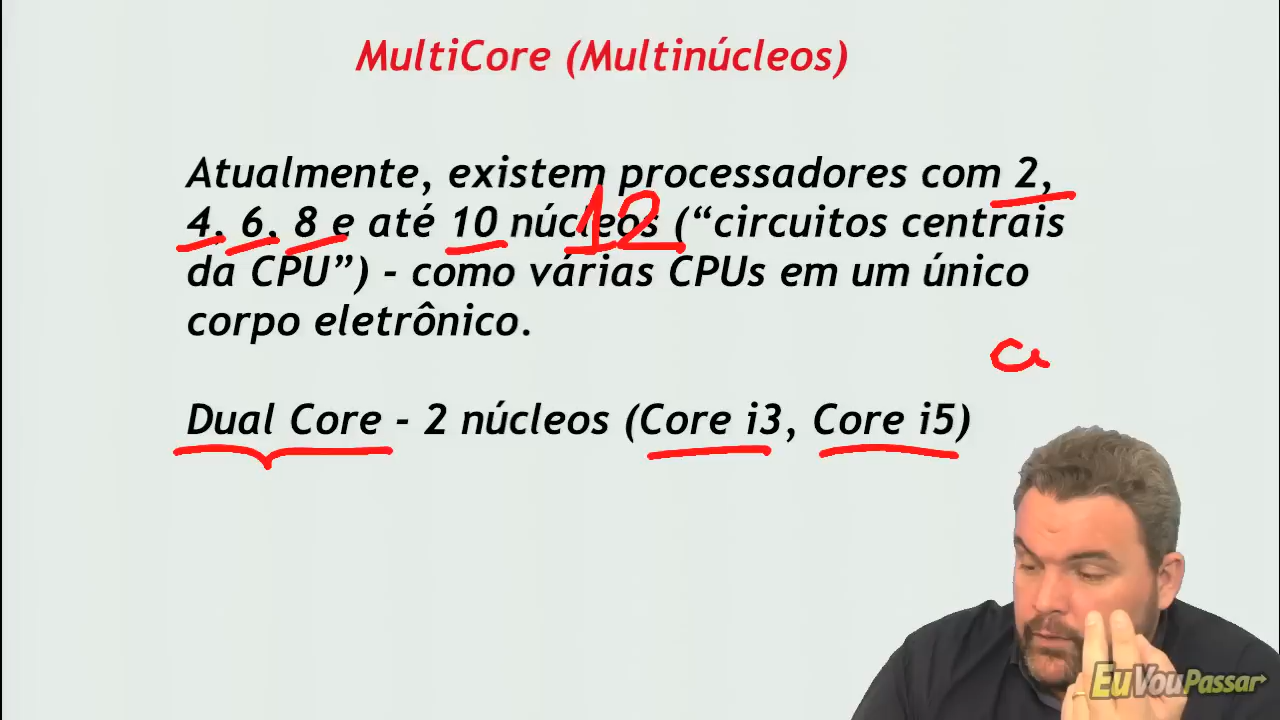 MultiCore (Multinúcleos)
Atualmente, existem processadores com 2,
4, 6, 8 e até 10 núcleos (“circuitos centrais
12
da CPU”) - como várias CPUs em um único
corpo eletrônico.
a
Dual Core - 2 núcleos (Core i3, Core i5)
EuVouPassar